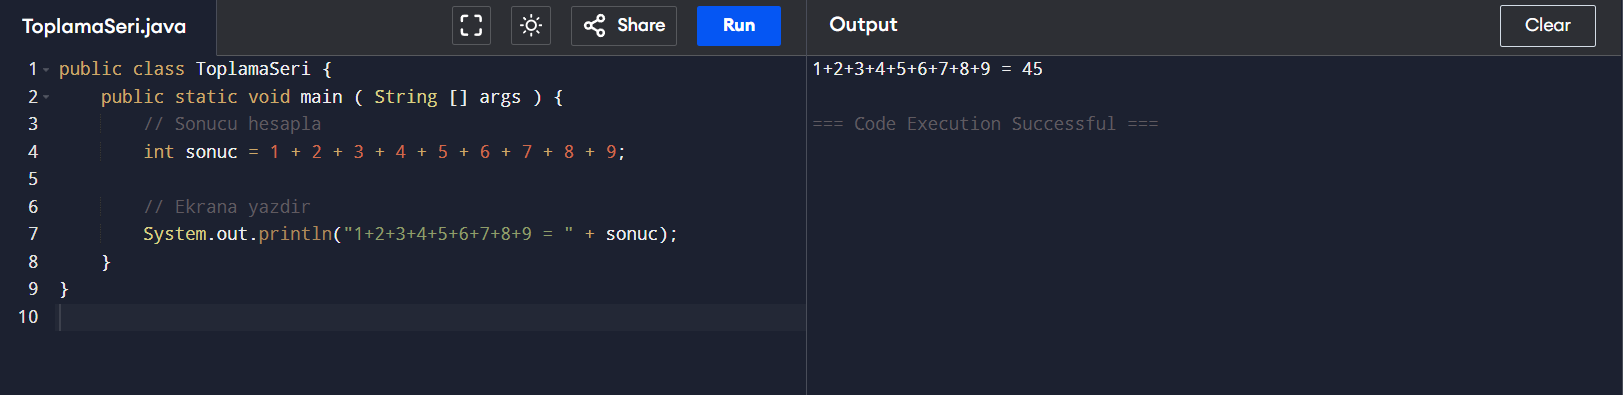 ToplamaSeri.java
Share
Run
Output
Clear
1 public class ToplamaSeri {
2     public static void main ( String [] args ) {
3         // Sonucu hesapla
4         int sonuc = 1 + 2 + 3 + 4 + 5 + 6 + 7 + 8 + 9;
5
6         // Ekrana yazdir
7         System.out.println("1+2+3+4+5+6+7+8+9 = " + sonuc);
8     }
9 }
10
1+2+3+4+5+6+7+8+9 = 45
=== Code Execution Successful ===